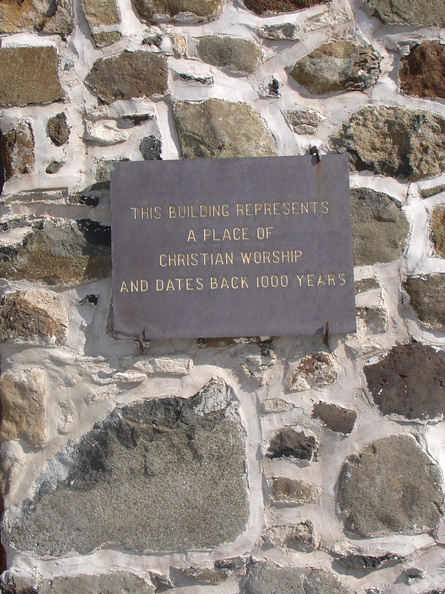 THIS BUILDING REPRESENTS
A PLACE OF
CHRISTIAN WORSHIP
AND DATES BACK 1000 YEARS